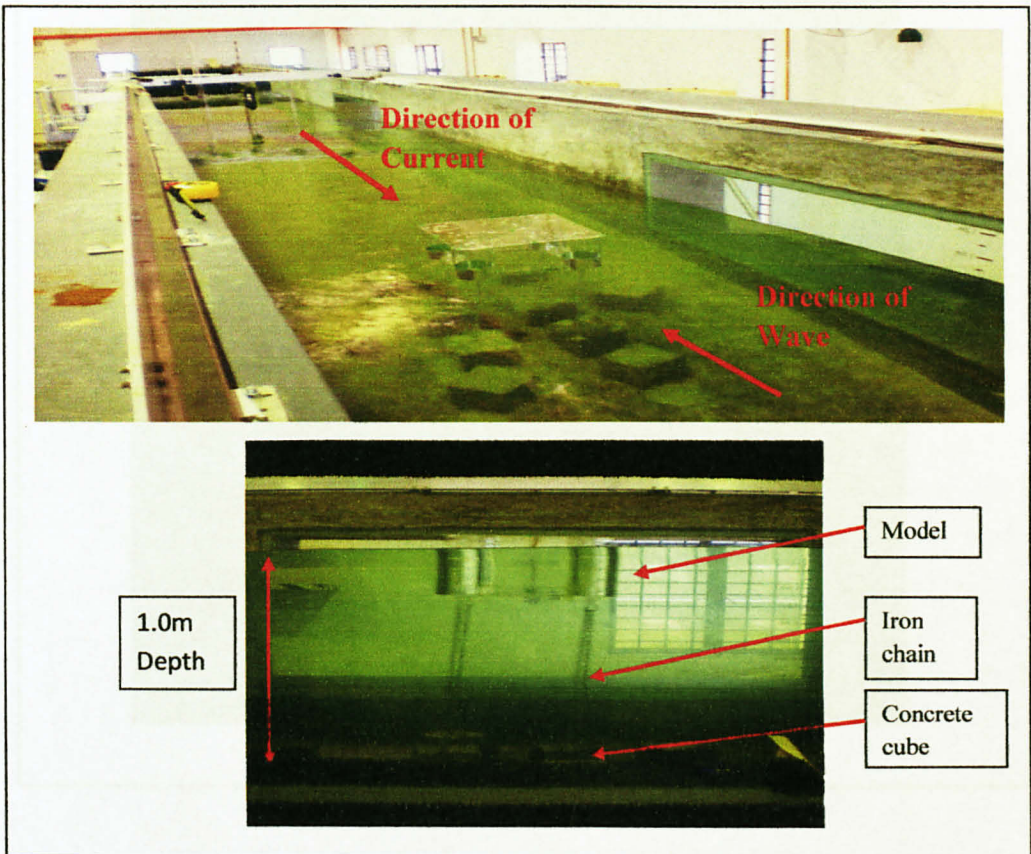 Direction of
Current
Direction of
Wave
Model
1.0m
Depth
Iron
chain
Concrete
cube